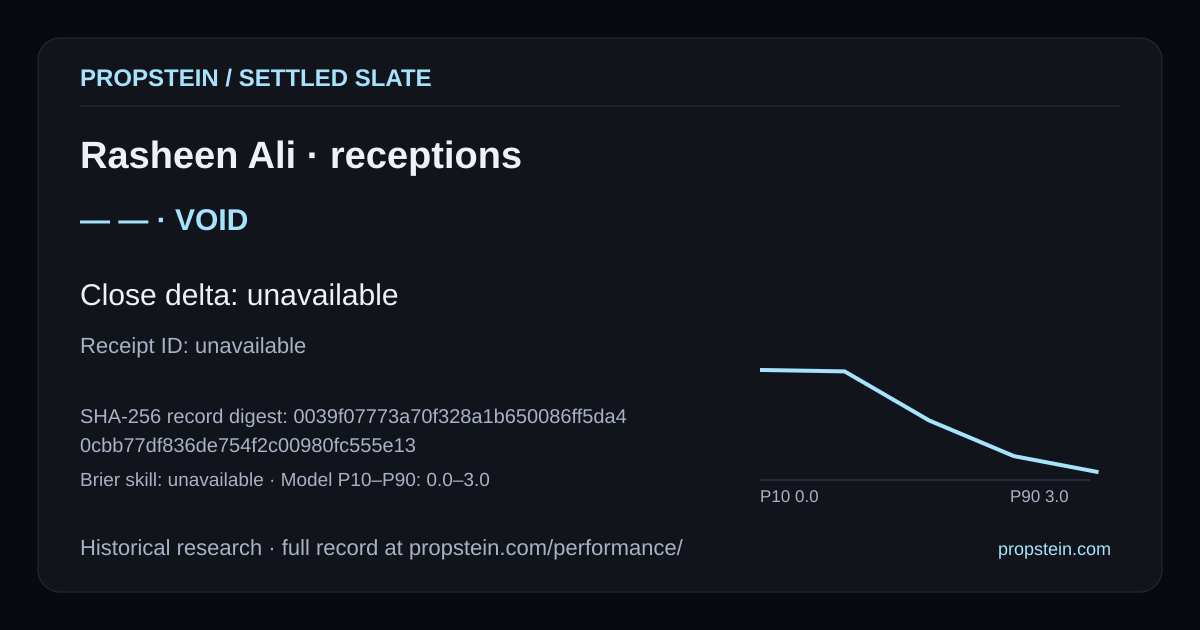 PROPSTEIN / SETTLED SLATE
Rasheen Ali · receptions
— — · VOID
Close delta: unavailable
Receipt ID: unavailable
SHA-256 record digest: 0039f07773a70f328a1b650086ff5da4
0cbb77df836de754f2c00980fc555e13
Brier skill: unavailable · Model P10–P90: 0.0–3.0
P10 0.0
P90 3.0
Historical research · full record at propstein.com/performance/
propstein.com